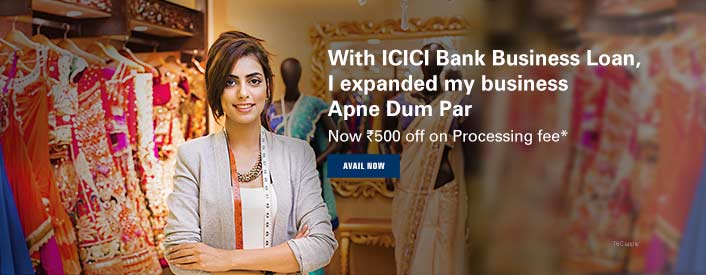 With ICICI Bank Business Loan,
I expanded my business
Apne Dum Par
Now ₹500 off on Processing fee*
AVAIL NOW
T&C apply